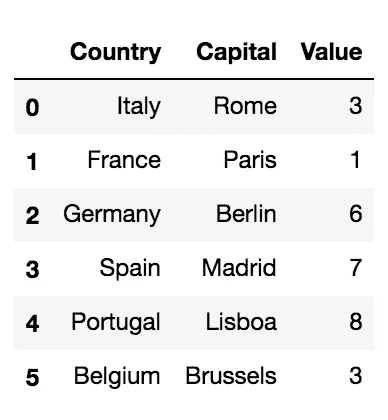 Country Capital Value
0 Italy Rome 3
1 France Paris 1
2 Germany Berlin 6
3 Spain Madrid 7
4 Portugal Lisboa 8
5 Belgium Brussels 3